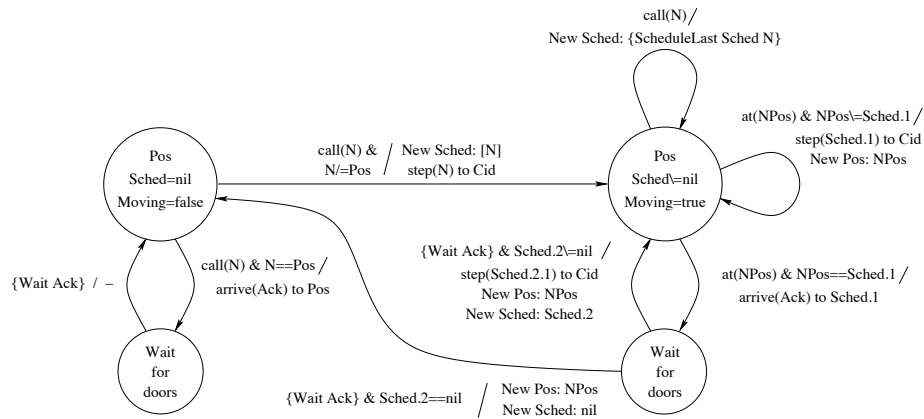 call(N) /
New Sched: {ScheduleLast Sched N}
at(NPos) & NPos\=Sched.1 /
step(Sched.1) to Cid
New Pos: NPos
Pos
Sched=nil
Moving=false
call(N) & / New Sched: [N]
N/=Pos step(N) to Cid
Pos
Sched\=nil
Moving=true
{Wait Ack} / –
call(N) & N==Pos /
arrive(Ack) to Pos
{Wait Ack} & Sched.2\=nil /
step(Sched.2.1) to Cid
New Pos: NPos
New Sched: Sched.2
at(NPos) & NPos==Sched.1 /
arrive(Ack) to Sched.1
Wait
for
doors
Wait
for
doors
{Wait Ack} & Sched.2==nil / New Pos: NPos
New Sched: nil